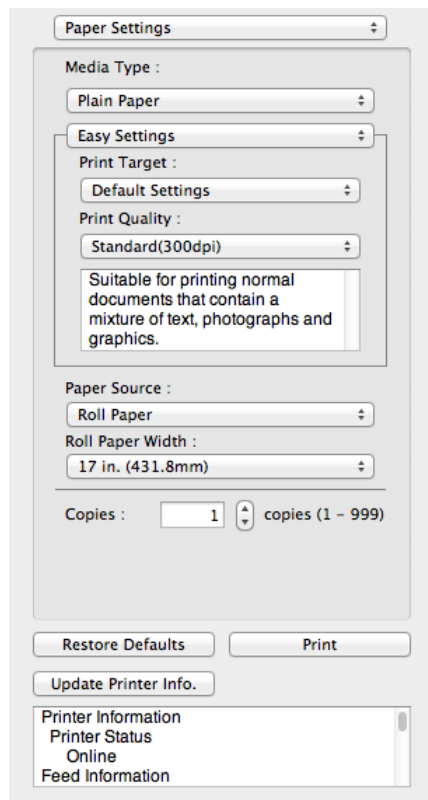 Paper Settings
Media Type :
Plain Paper
Easy Settings
Print Target :
Default Settings
Print Quality :
Standard(300dpi)
Suitable for printing normal
documents that contain a
mixture of text, photographs and
graphics.
Paper Source :
Roll Paper
Roll Paper Width :
17 in. (431.8mm)
Copies : 1 copies (1 – 999)
Restore Defaults Print
Update Printer Info.
Printer Information
Printer Status
Online
Feed Information